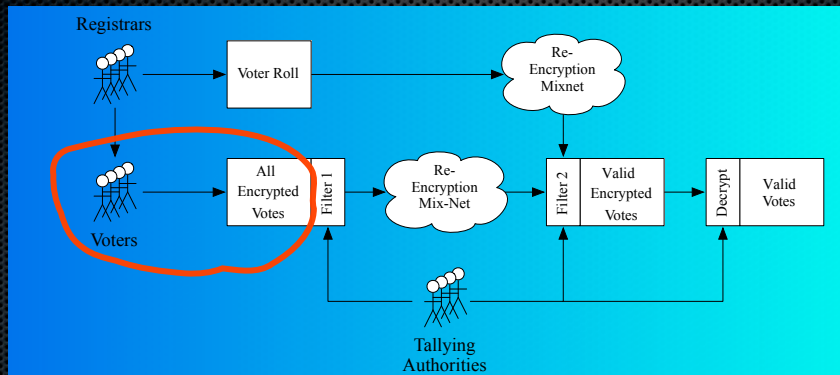 Registrars
Voter Roll
Re-
Encryption
Mixnet
All
Encrypted
Votes
Filter 1
Re-
Encryption
Mix-Net
Filter 2
Valid
Encrypted
Votes
Decrypt
Valid
Votes
Voters
Tallying
Authorities